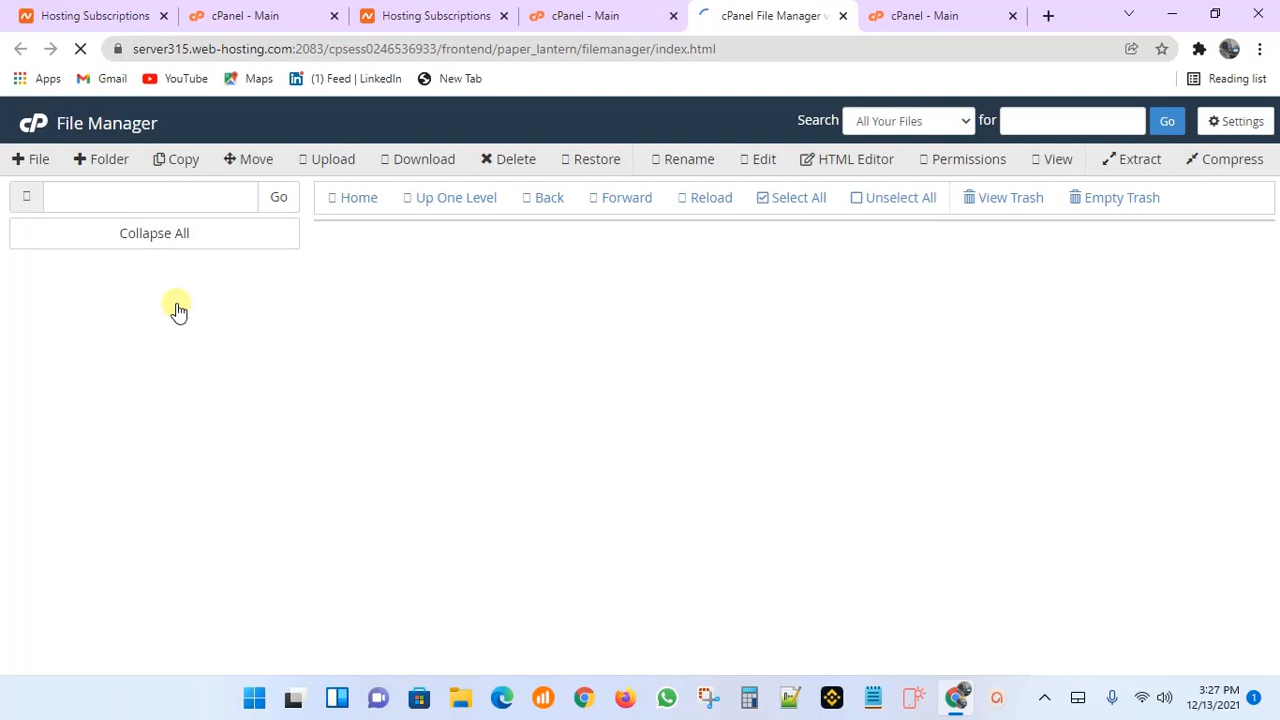 Hosting Subscriptions
cPanel - Main
Hosting Subscriptions
cPanel - Main
cPanel File Manager v
cPanel - Main
server315.web-hosting.com:2083/cpsess0246536933/frontend/paper_lantern/filemanager/index.html
Apps
Gmail
YouTube
Maps
(1) Feed | LinkedIn
New Tab
Reading list
cP File Manager
Search
All Your Files
for
Go
Settings
File
Folder
Copy
Move
Upload
Download
Delete
Restore
Rename
Edit
HTML Editor
Permissions
View
Extract
Compress
Go
Home
Up One Level
Back
Forward
Reload
Select All
Unselect All
View Trash
Empty Trash
Collapse All
3:27 PM
12/13/2021
1